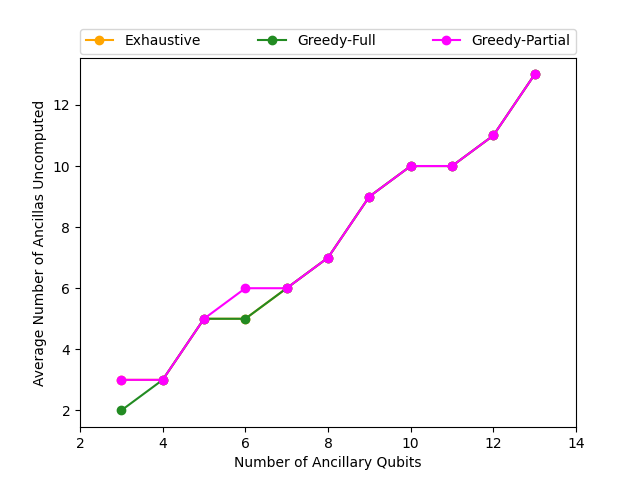 Exhaustive Greedy-Full Greedy-Partial
Average Number of Ancillas Uncomputed
12
10
8
6
4
2
2 4 6 8 10 12 14
Number of Ancillary Qubits